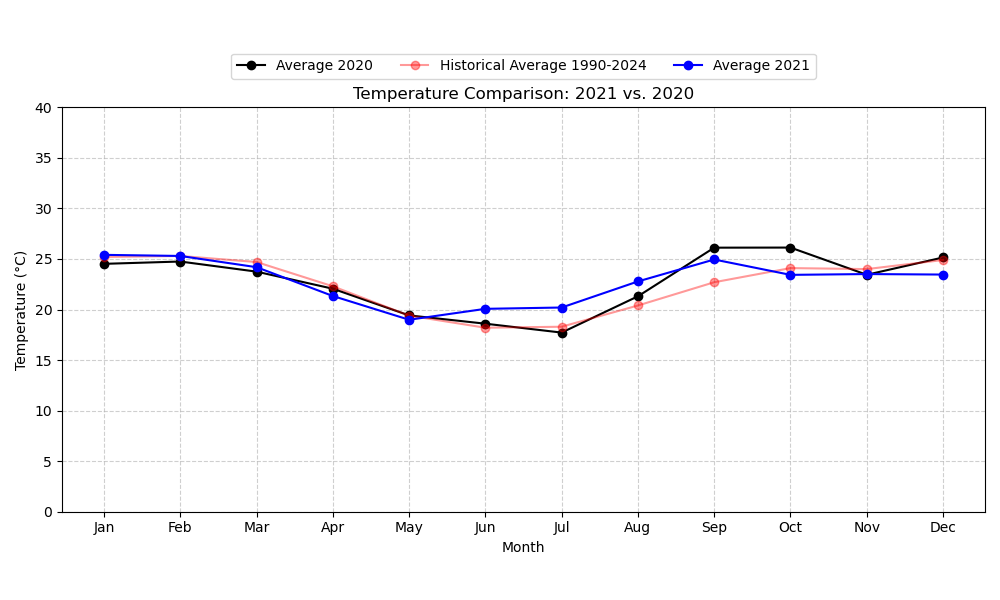 Average 2020 Historical Average 1990-2024 Average 2021
Temperature Comparison: 2021 vs. 2020
Temperature (°C)
40
35
30
25
20
15
10
5
0
Jan Feb Mar Apr May Jun Jul Aug Sep Oct Nov Dec
Month